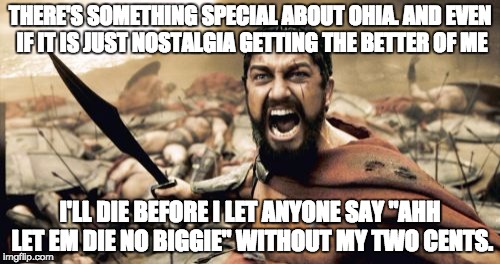 THERE'S SOMETHING SPECIAL ABOUT OHIA. AND EVEN
IF IT IS JUST NOSTALGIA GETTING THE BETTER OF ME
I'LL DIE BEFORE I LET ANYONE SAY "AHH
LET EM DIE NO BIGGIE" WITHOUT MY TWO CENTS.
imgflip.com